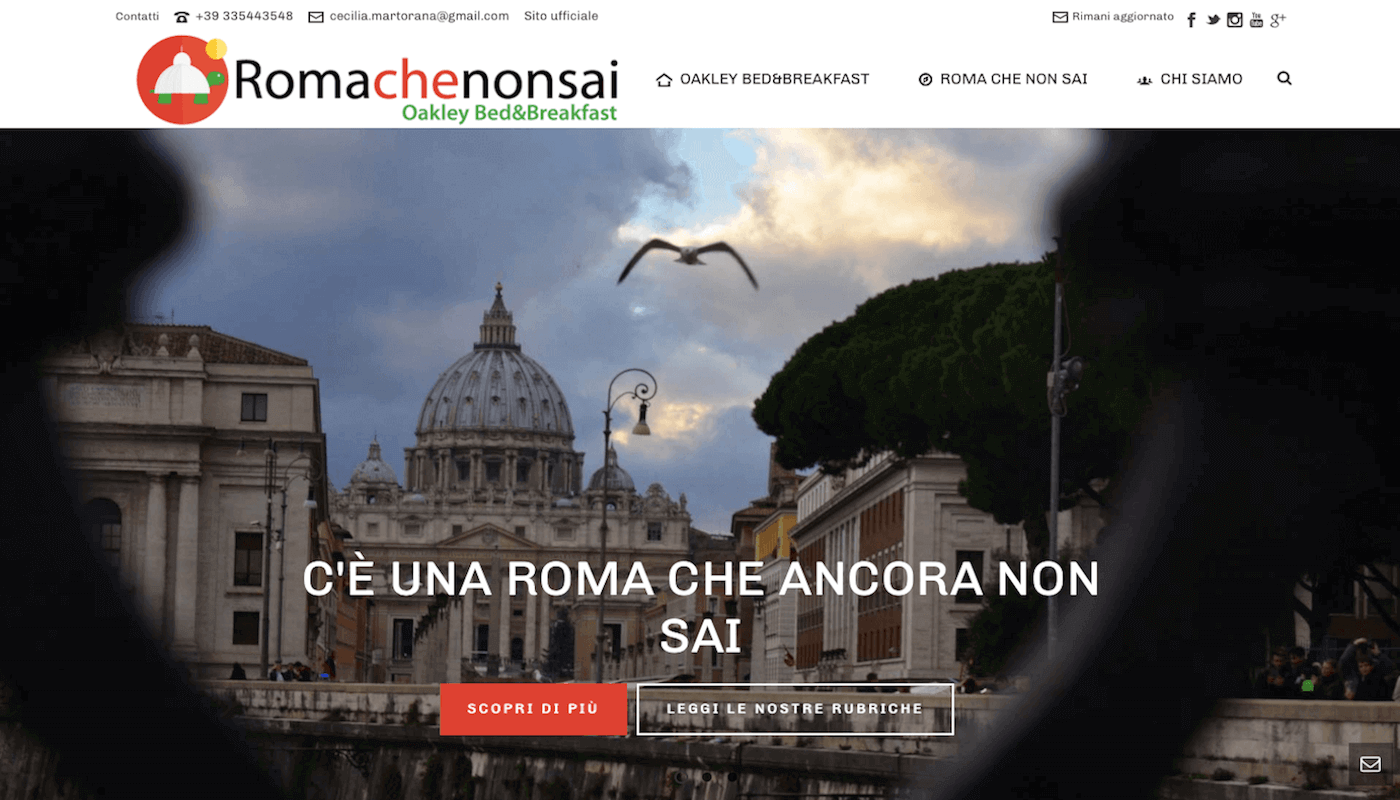 Contatti +39 335443548 cecilia.martorana@gmail.com Sito ufficiale Rimani aggiornato
Romachenonsai
Oakley Bed&Breakfast
OAKLEY BED&BREAKFAST ROMA CHE NON SAI CHI SIAMO
C'È UNA ROMA CHE ANCORA NON
SAI
SCOPRI DI PIÙ LEGGI LE NOSTRE RUBRICHE